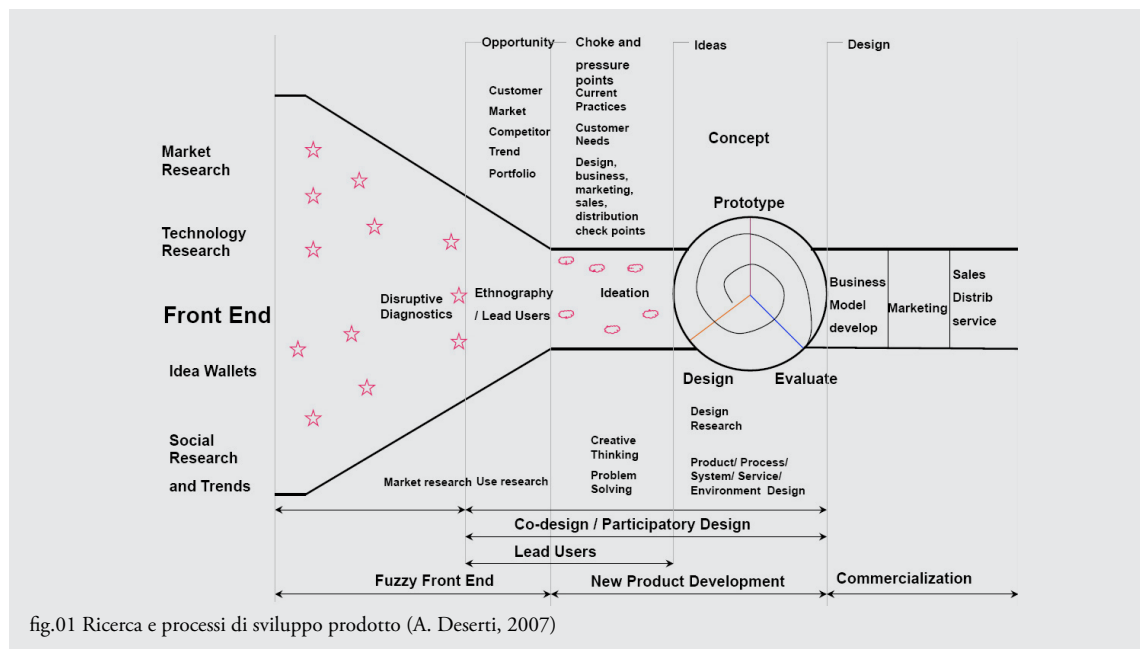 Opportunity
Choke and
pressure
points
Current
Practices
Ideas
Design
Customer
Market
Competitor
Trend
Portfolio
Customer
Needs
Design,
business,
marketing,
sales,
distribution
check points
Concept
Prototype
Market
Research
Technology
Research
Front End
Idea Wallets
Social
Research
and Trends
Disruptive
Diagnostics
Ethnography
/ Lead Users
Ideation
Business
Model
develop
Marketing
Sales
Distrib
service
Design
Evaluate
Design
Research
Creative
Thinking
Problem
Solving
Product/ Process/
System/ Service/
Environment Design
Market research
Use research
Co-design / Participatory Design
Lead Users
Fuzzy Front End
New Product Development
Commercialization
fig.01 Ricerca e processi di sviluppo prodotto (A. Deserti, 2007)